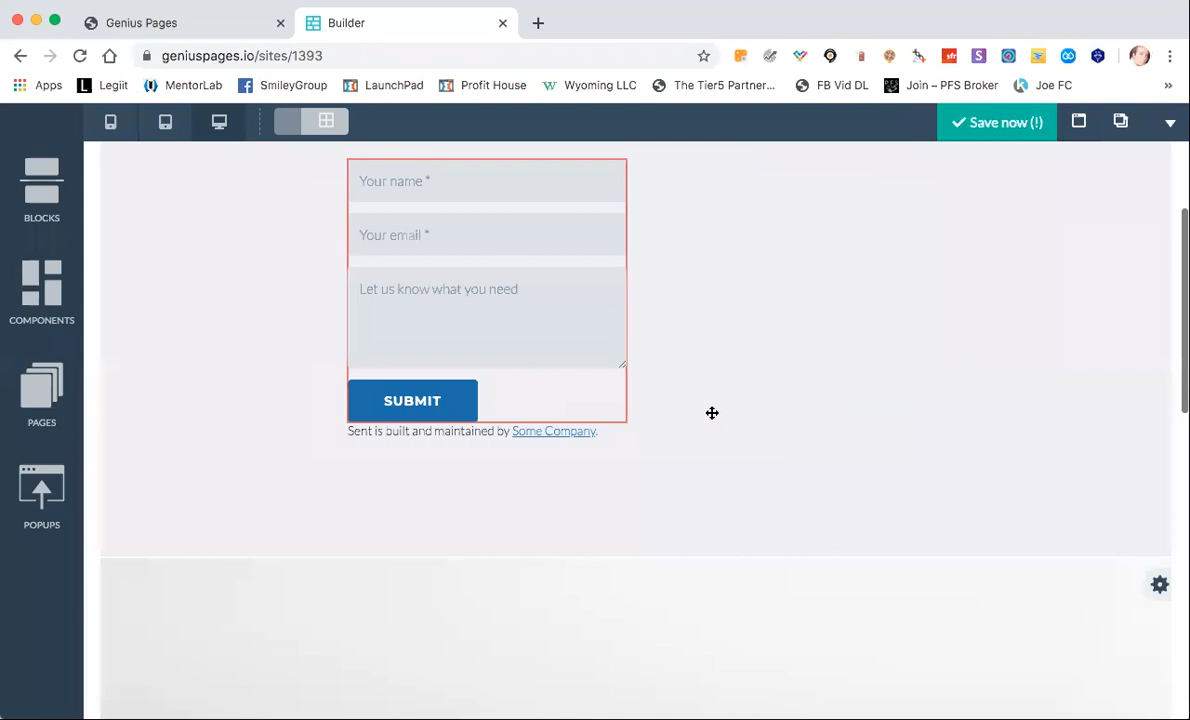 Genius Pages
Builder
geniuspages.io/sites/1393
Apps Legiit MentorLab SmileyGroup LaunchPad Profit House Wyoming LLC The Tier5 Partner... FB Vid DL Join – PFS Broker Joe FC »
Save now (!)
BLOCKS
COMPONENTS
PAGES
POPUPS
Your name *
Your email *
Let us know what you need
SUBMIT
Sent is built and maintained by Some Company.